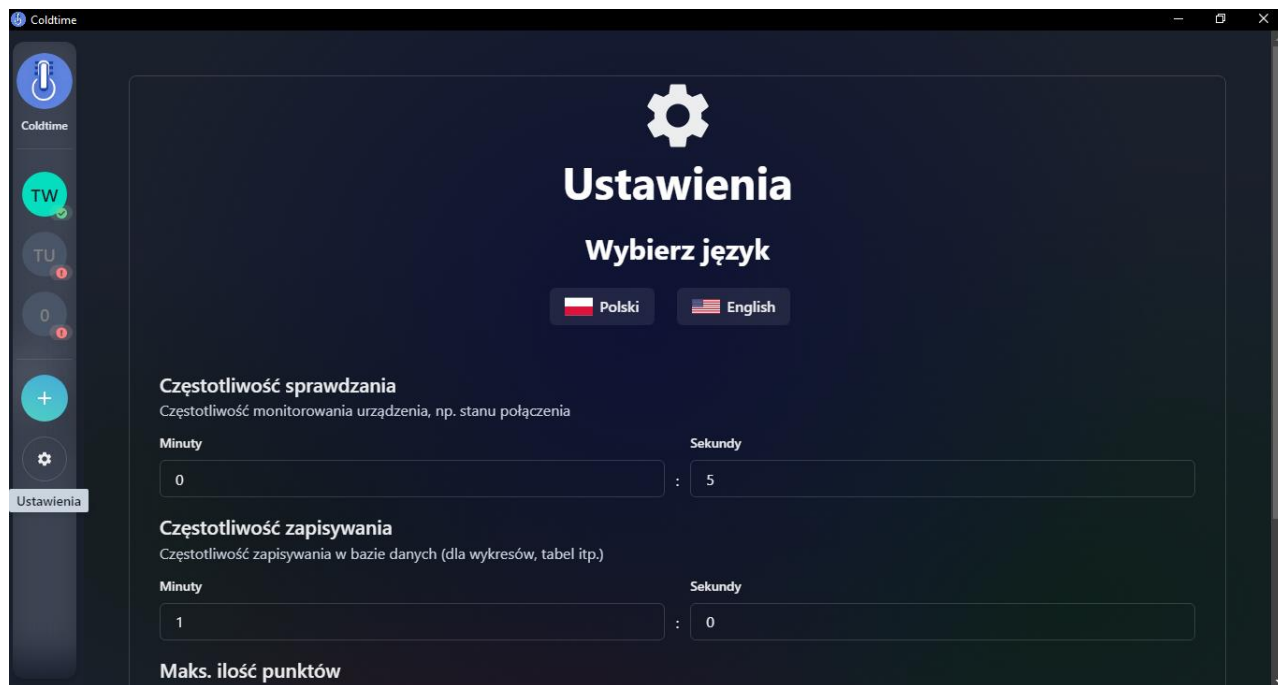 Coldtime
Coldtime
TW
TU
0
Ustawienia
Ustawienia
Wybierz język
Polski
English
Częstotliwość sprawdzania
Częstotliwość monitorowania urządzenia, np. stanu połączenia
Minuty Sekundy
0 : 5
Częstotliwość zapisywania
Częstotliwość zapisywania w bazie danych (dla wykresów, tabel itp.)
Minuty Sekundy
1 : 0
Maks. ilość punktów